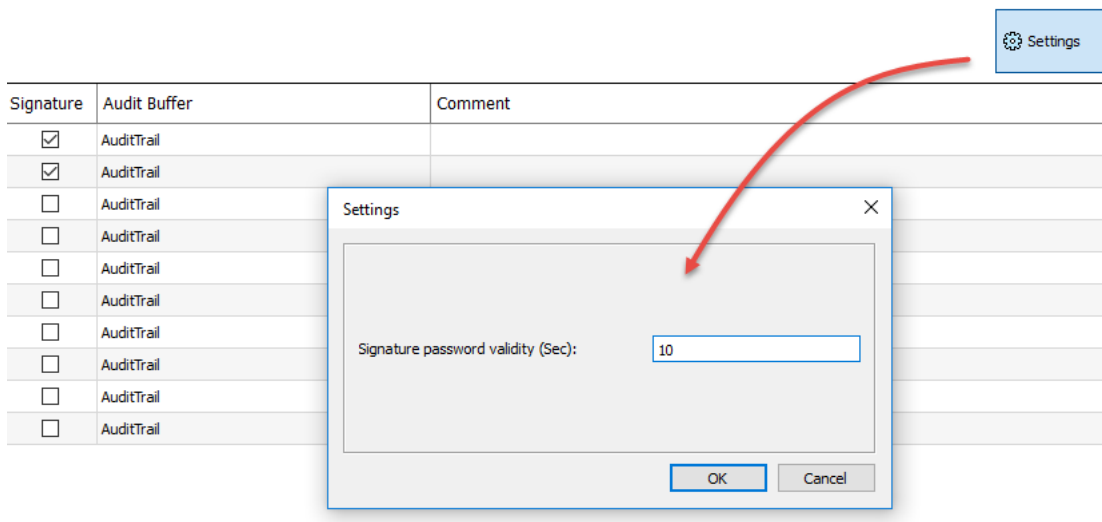 Settings
Signature Audit Buffer Comment
AuditTrail
AuditTrail
AuditTrail
AuditTrail
AuditTrail
AuditTrail
AuditTrail
AuditTrail
AuditTrail
AuditTrail
Settings
Signature password validity (Sec): 10
OK Cancel